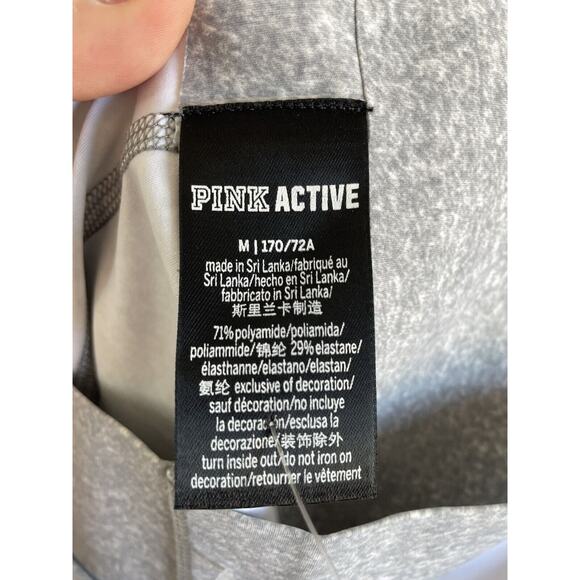 PINK ACTIVE
M | 170/72A
made in Sri Lanka/fabriqué au
Sri Lanka/hecho en Sri Lanka/
fabbricato in Sri Lanka/
斯里兰卡制造
71% polyamide/poliamida/
poliammide/锦纶 29% elastane/
élasthanne/elastano/elastan/
氨纶 exclusive of decoration/
sauf décoration/no incluye
la decoración/esclusa la
decorazione/装饰除外
turn inside out/do not iron on
decoration/retourner le vêtement